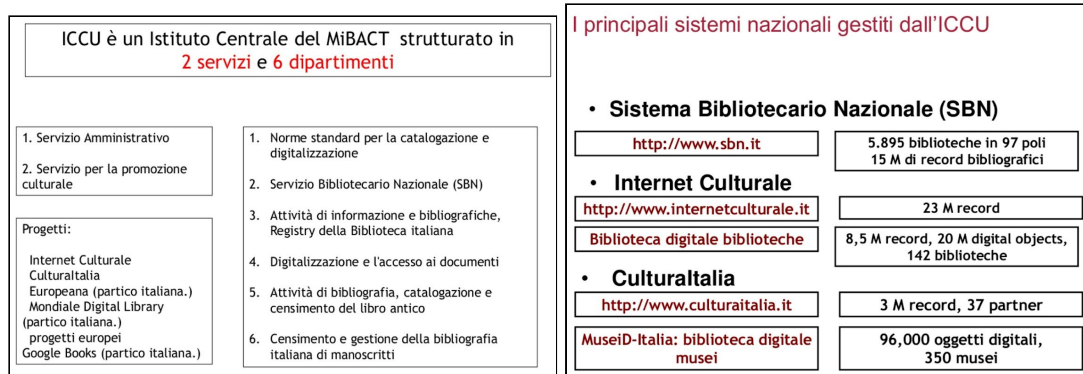 ICCU è un Istituto Centrale del MiBACT strutturato in
2 servizi e 6 dipartimenti
1. Servizio Amministrativo
2. Servizio per la promozione
culturale
Progetti:
Internet Culturale
CulturaItalia
Europeana (partico italiana.)
Mondiale Digital Library
(partico italiana.)
progetti europei
Google Books (partico italiana.)
1. Norme standard per la catalogazione e
digitalizzazione
2. Servizio Bibliotecario Nazionale (SBN)
3. Attività di informazione e bibliografiche,
Registry della Biblioteca italiana
4. Digitalizzazione e l'accesso ai documenti
5. Attività di bibliografia, catalogazione e
censimento del libro antico
6. Censimento e gestione della bibliografia
italiana di manoscritti
I principali sistemi nazionali gestiti dall'ICCU
• Sistema Bibliotecario Nazionale (SBN)
http://www.sbn.it
5.895 biblioteche in 97 poli
15 M di record bibliografici
• Internet Culturale
http://www.internetculturale.it
23 M record
Biblioteca digitale biblioteche
8,5 M record, 20 M digital objects,
142 biblioteche
• CulturaItalia
http://www.culturaitalia.it
3 M record, 37 partner
MuseiD-Italia: biblioteca digitale
musei
96,000 oggetti digitali,
350 musei